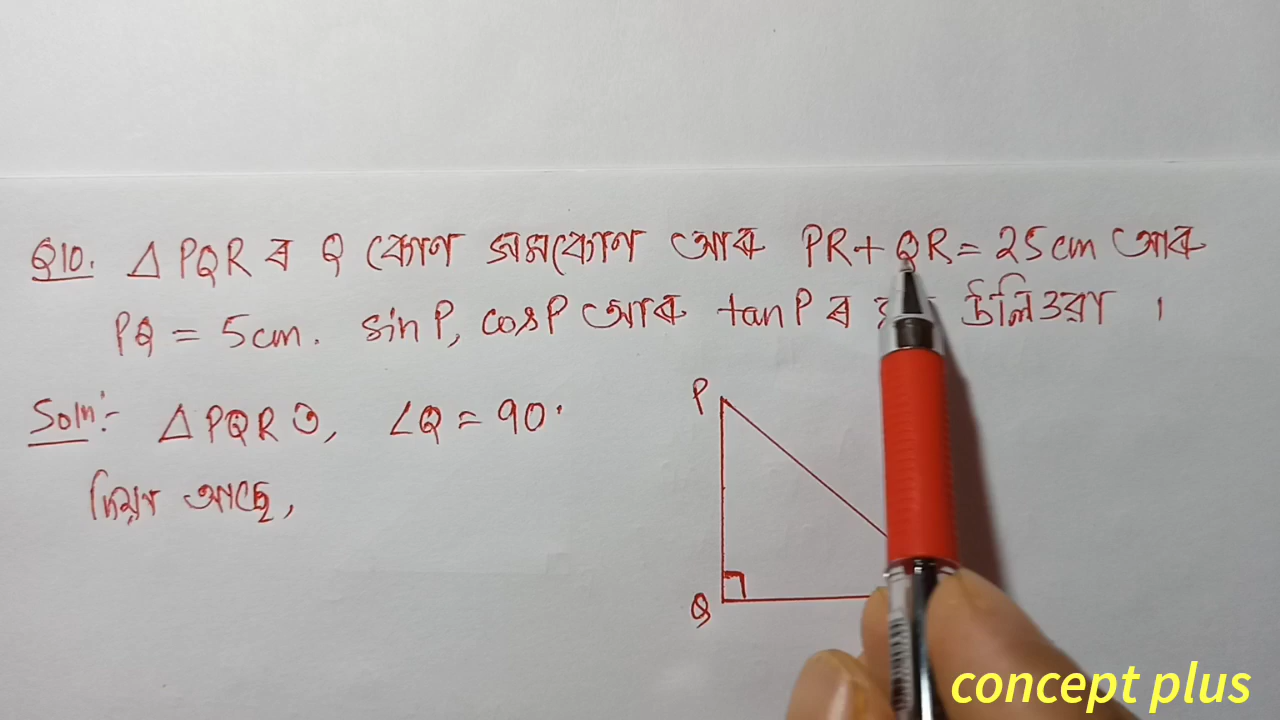 Q10. △PQR ৰ Q কোণ সমকোণ আৰু PR + QR = 25 cm আৰু
PQ = 5 cm. sin P, cos P আৰু tan P ৰ উলিওৱা ।
Soln:- △PQR ত, ∠Q = 90°
দিয়া আছে,
P
Q
concept plus